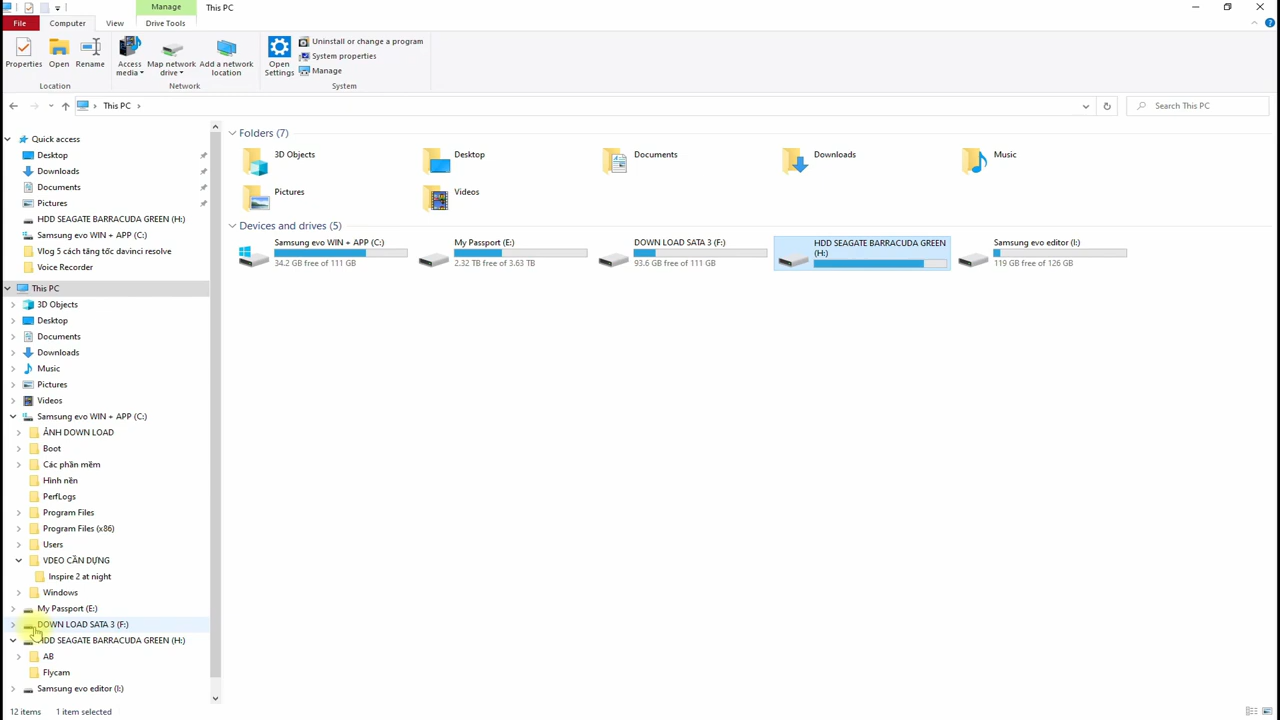 Manage
This PC
File
Computer
View
Drive Tools
Properties
Open
Rename
Access media
Map network drive
Add a network location
Open Settings
Uninstall or change a program
System properties
Manage
Location
Network
System
This PC
Search This PC
Quick access
Desktop
Downloads
Documents
Pictures
HDD SEAGATE BARRACUDA GREEN (H:)
Samsung evo WIN + APP (C:)
Vlog 5 cách tăng tốc davinci resolve
Voice Recorder
This PC
3D Objects
Desktop
Documents
Downloads
Music
Pictures
Videos
Samsung evo WIN + APP (C:)
ẢNH DOWN LOAD
Boot
Các phần mềm
Hình nền
PerfLogs
Program Files
Program Files (x86)
Users
VDEO CẦN DỰNG
Inspire 2 at night
Windows
My Passport (E:)
DOWN LOAD SATA 3 (F:)
HDD SEAGATE BARRACUDA GREEN (H:)
AB
Flycam
Samsung evo editor (I:)
Folders (7)
3D Objects
Desktop
Documents
Downloads
Music
Pictures
Videos
Devices and drives (5)
Samsung evo WIN + APP (C:)
34.2 GB free of 111 GB
My Passport (E:)
2.32 TB free of 3.63 TB
DOWN LOAD SATA 3 (F:)
93.6 GB free of 111 GB
HDD SEAGATE BARRACUDA GREEN
(H:)
Samsung evo editor (I:)
119 GB free of 126 GB
12 items
1 item selected